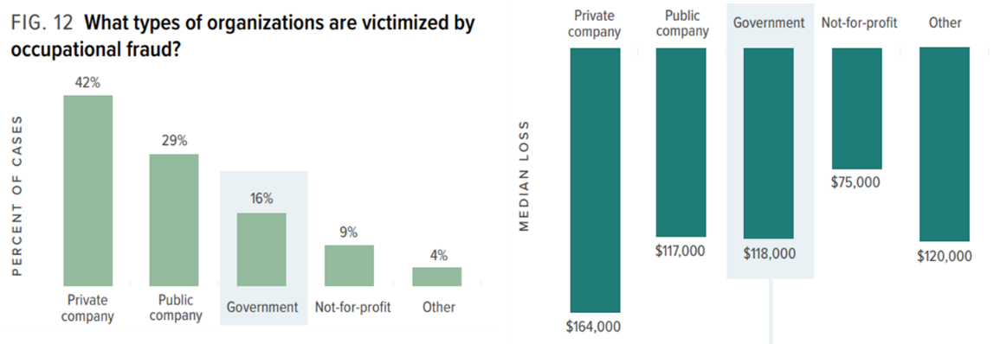 FIG. 12 What types of organizations are victimized by
occupational fraud?
PERCENT OF CASES
42%
29%
16%
9%
4%
Private
company
Public
company
Government
Not-for-profit
Other
MEDIAN LOSS
Private
company
Public
company
Government
Not-for-profit
Other
$164,000
$117,000
$118,000
$75,000
$120,000